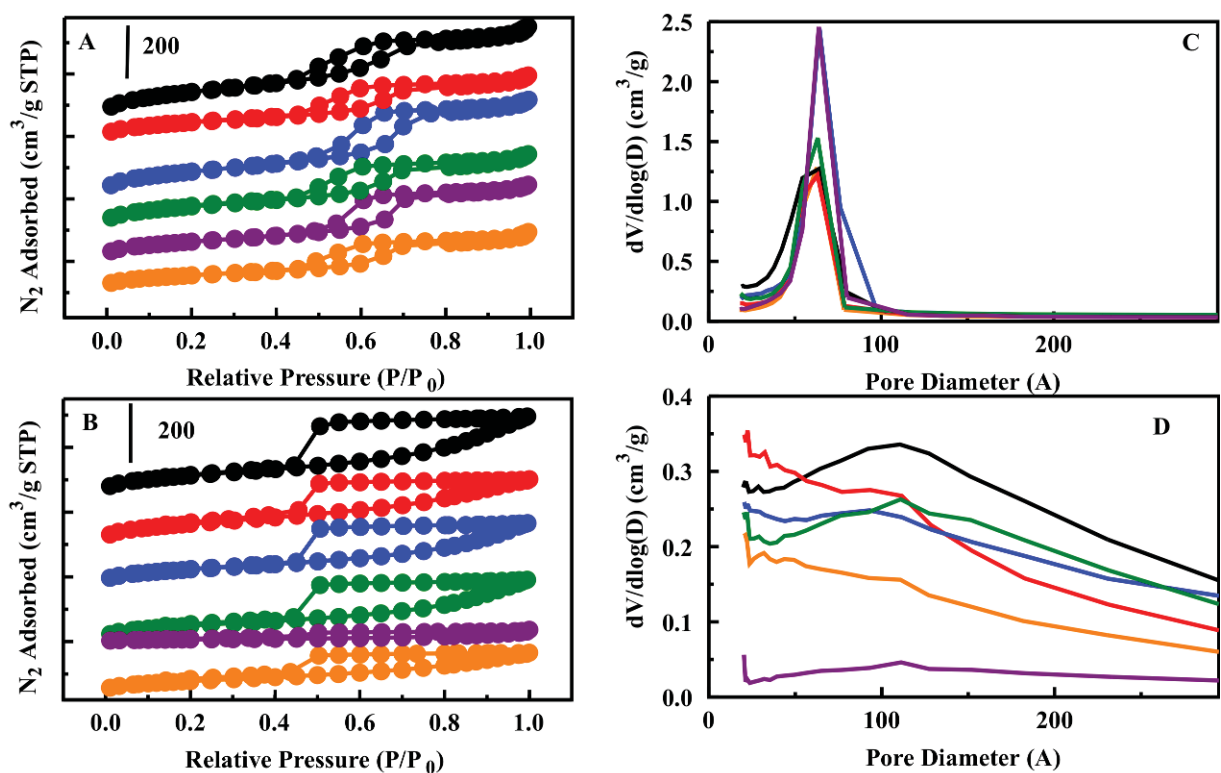 A
200
N2 Adsorbed (cm3/g STP)
0.0 0.2 0.4 0.6 0.8 1.0
Relative Pressure (P/P0)
C
2.5
2.0
1.5
1.0
0.5
0.0
dV/dlog(D) (cm3/g)
0 100 200
Pore Diameter (A)
B
200
N2 Adsorbed (cm3/g STP)
0.0 0.2 0.4 0.6 0.8 1.0
Relative Pressure (P/P0)
D
0.4
0.3
0.2
0.1
0.0
dV/dlog(D) (cm3/g)
0 100 200
Pore Diameter (A)